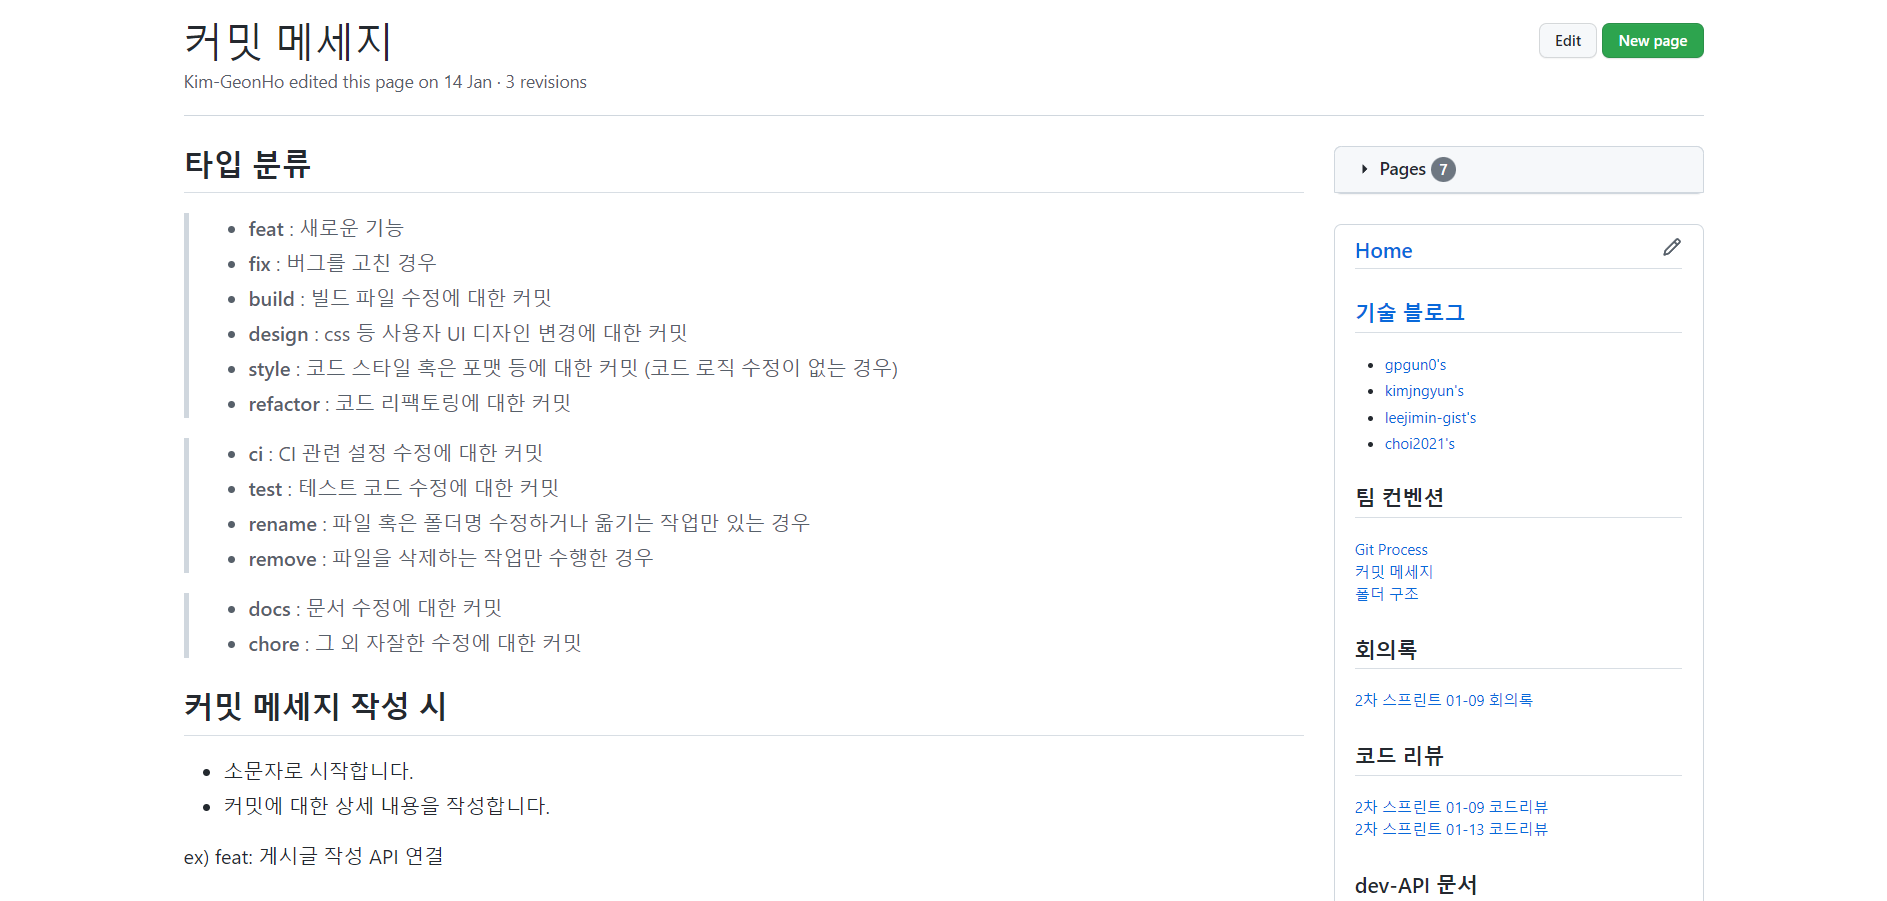 커밋 메세지
Edit
New page
Kim-GeonHo edited this page on 14 Jan · 3 revisions
타입 분류
feat : 새로운 기능
fix : 버그를 고친 경우
build : 빌드 파일 수정에 대한 커밋
design : css 등 사용자 UI 디자인 변경에 대한 커밋
style : 코드 스타일 혹은 포맷 등에 대한 커밋 (코드 로직 수정이 없는 경우)
refactor : 코드 리팩토링에 대한 커밋
ci : CI 관련 설정 수정에 대한 커밋
test : 테스트 코드 수정에 대한 커밋
rename : 파일 혹은 폴더명 수정하거나 옮기는 작업만 있는 경우
remove : 파일을 삭제하는 작업만 수행한 경우
docs : 문서 수정에 대한 커밋
chore : 그 외 자잘한 수정에 대한 커밋
커밋 메세지 작성 시
소문자로 시작합니다.
커밋에 대한 상세 내용을 작성합니다.
ex) feat: 게시글 작성 API 연결
Pages 7
Home
기술 블로그
gpgun0's
kimjngyun's
leejimin-gist's
choi2021's
팀 컨벤션
Git Process
커밋 메세지
폴더 구조
회의록
2차 스프린트 01-09 회의록
코드 리뷰
2차 스프린트 01-09 코드리뷰
2차 스프린트 01-13 코드리뷰
dev-API 문서